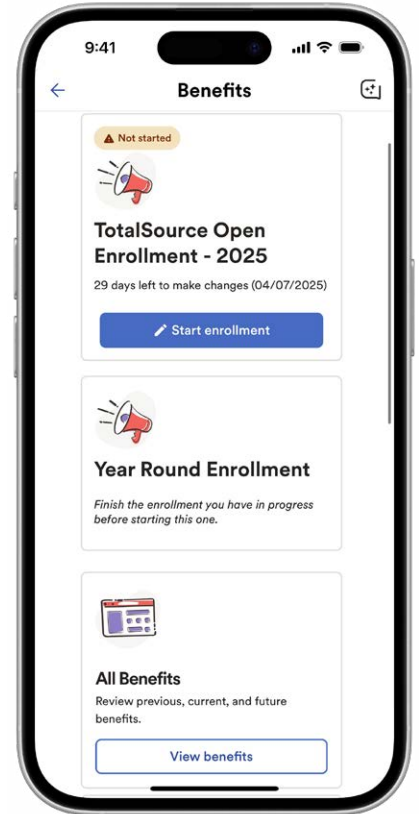 9:41
Benefits
Not started
TotalSource Open
Enrollment - 2025
29 days left to make changes (04/07/2025)
Start enrollment
Year Round Enrollment
Finish the enrollment you have in progress
before starting this one.
All Benefits
Review previous, current, and future
benefits.
View benefits